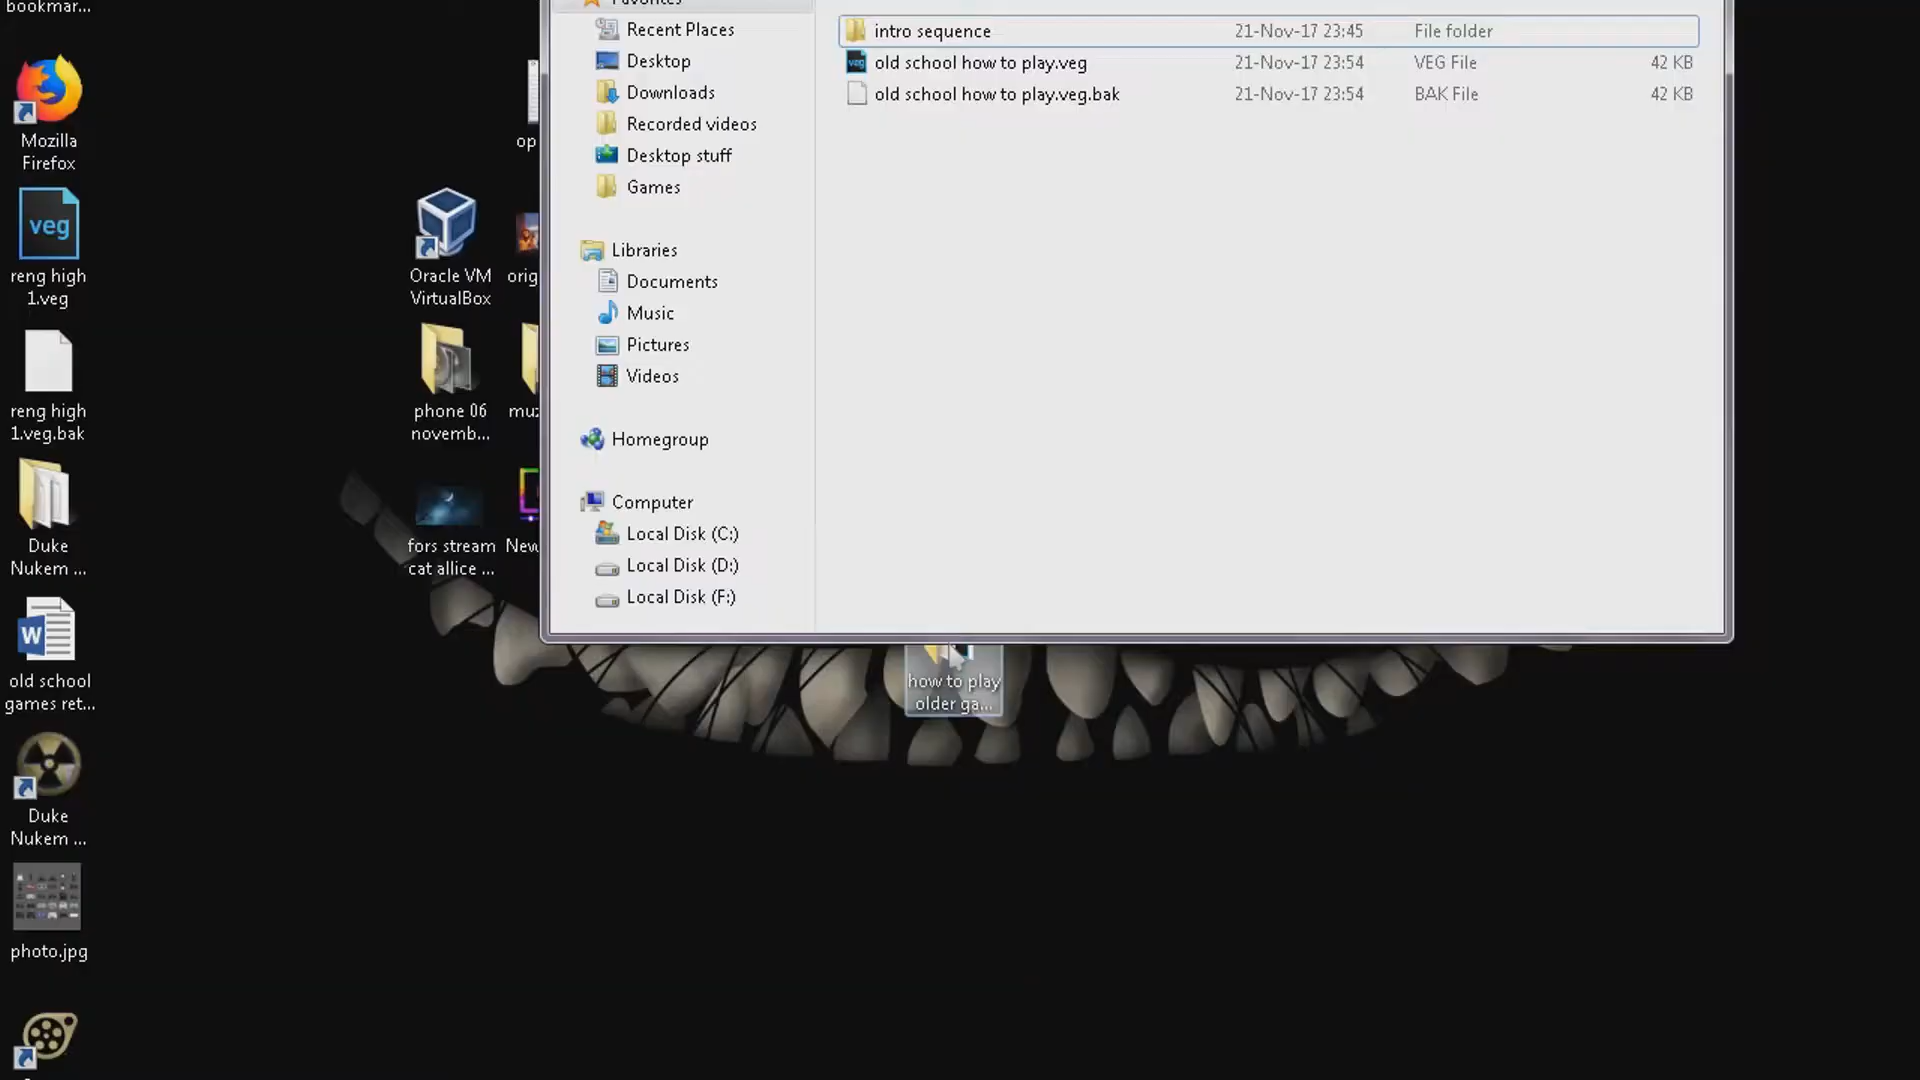 bookmar...
Mozilla
Firefox
veg
reng high
1.veg
reng high
1.veg.bak
Duke
Nukem ...
W
old school
games ret...
Duke
Nukem ...
photo.jpg
Oracle VM
VirtualBox
phone 06
novemb...
fors stream
cat allice ...
op
orig
muz
New
Favorites
Recent Places
Desktop
Downloads
Recorded videos
Desktop stuff
Games
Libraries
Documents
Music
Pictures
Videos
Homegroup
Computer
Local Disk (C:)
Local Disk (D:)
Local Disk (F:)
intro sequence 21-Nov-17 23:45 File folder
veg old school how to play.veg 21-Nov-17 23:54 VEG File 42 KB
old school how to play.veg.bak 21-Nov-17 23:54 BAK File 42 KB
how to play
older ga...